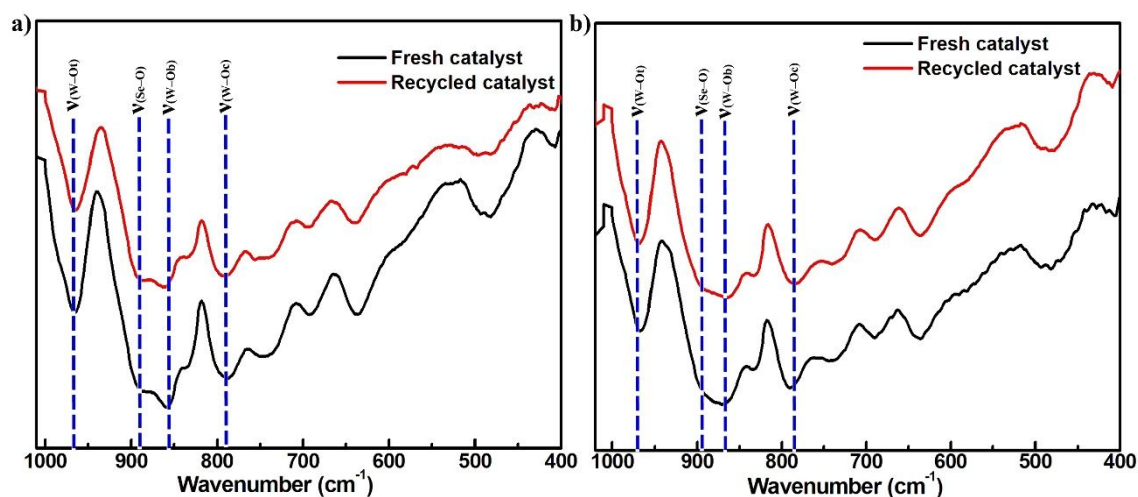 a)
Fresh catalyst
Recycled catalyst
ν(W–Ot)
ν(Se–O)
ν(W–Ob)
ν(W–Oc)
1000 900 800 700 600 500 400
Wavenumber (cm-1)
b)
Fresh catalyst
Recycled catalyst
ν(W–Ot)
ν(Se–O)
ν(W–Ob)
ν(W–Oc)
1000 900 800 700 600 500 400
Wavenumber (cm-1)